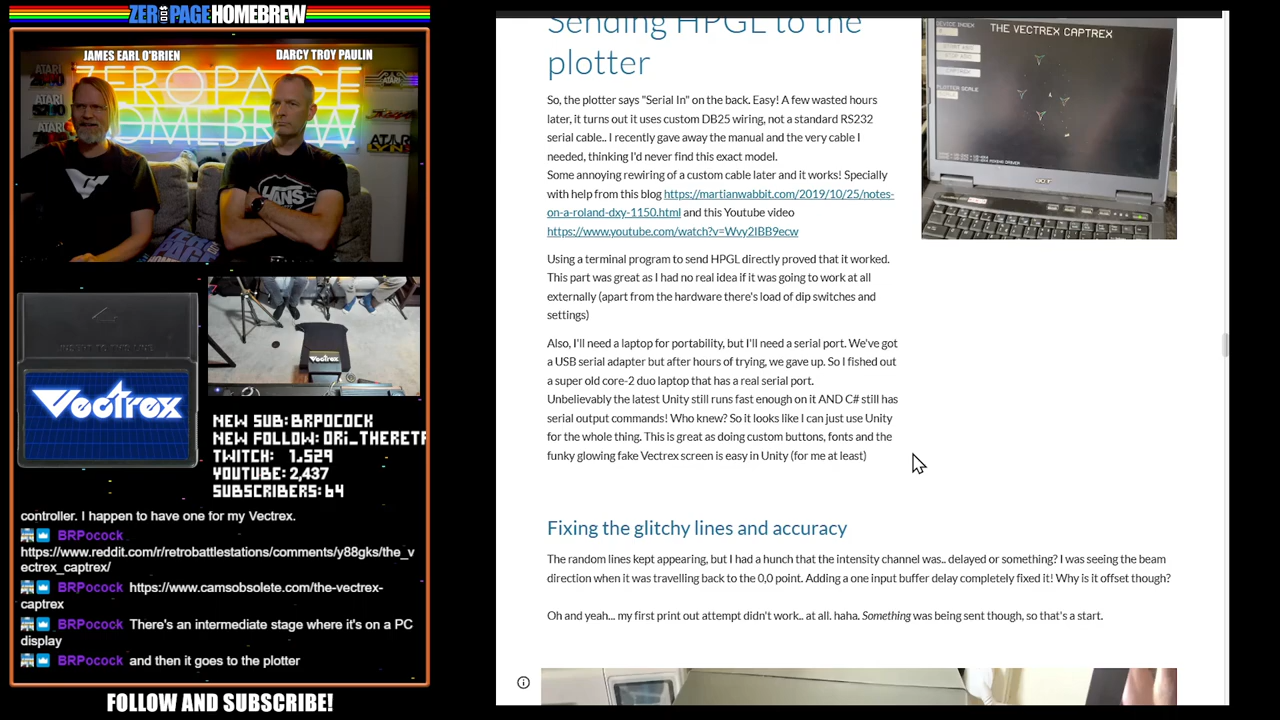 ZEROPAGEHOMEBREW
JAMES EARL O'BRIEN
DARCY TROY PAULIN
ATARI
ZEROPAGE
ATARI
LYNX
VANS
Vectrex
Vectrex
NEW SUB: BRPOCOCK
NEW FOLLOW: ORI_THERETR
TWITCH: 1,529
YOUTUBE: 2,437
SUBSCRIBERS: 64
controller. I happen to have one for my Vectrex.
BRPocock
https://www.reddit.com/r/retrobattlestations/comments/y88gks/the_v
ectrex_captrex/
BRPocock https://www.camsobsolete.com/the-vectrex-
captrex
BRPocock There's an intermediate stage where it's on a PC
display
BRPocock and then it goes to the plotter
FOLLOW AND SUBSCRIBE!
Sending HPGL to the
plotter
So, the plotter says "Serial In" on the back. Easy! A few wasted hours
later, it turns out it uses custom DB25 wiring, not a standard RS232
serial cable.. I recently gave away the manual and the very cable I
needed, thinking I'd never find this exact model.
Some annoying rewiring of a custom cable later and it works! Specially
with help from this blog https://martianwabbit.com/2019/10/25/notes-
on-a-roland-dxy-1150.html and this Youtube video
https://www.youtube.com/watch?v=Wvy2IBB9ecw
Using a terminal program to send HPGL directly proved that it worked.
This part was great as I had no real idea if it was going to work at all
externally (apart from the hardware there's load of dip switches and
settings)
Also, I'll need a laptop for portability, but I'll need a serial port. We've got
a USB serial adapter but after hours of trying, we gave up. So I fished out
a super old core-2 duo laptop that has a real serial port.
Unbelievably the latest Unity still runs fast enough on it AND C# still has
serial output commands! Who knew? So it looks like I can just use Unity
for the whole thing. This is great as doing custom buttons, fonts and the
funky glowing fake Vectrex screen is easy in Unity (for me at least)
THE VECTREX CAPTREX
DEVICE INDEX
PLOTTER SCALE
acer
Fixing the glitchy lines and accuracy
The random lines kept appearing, but I had a hunch that the intensity channel was.. delayed or something? I was seeing the beam
direction when it was travelling back to the 0,0 point. Adding a one input buffer delay completely fixed it! Why is it offset though?
Oh and yeah... my first print out attempt didn't work.. at all. haha. Something was being sent though, so that's a start.